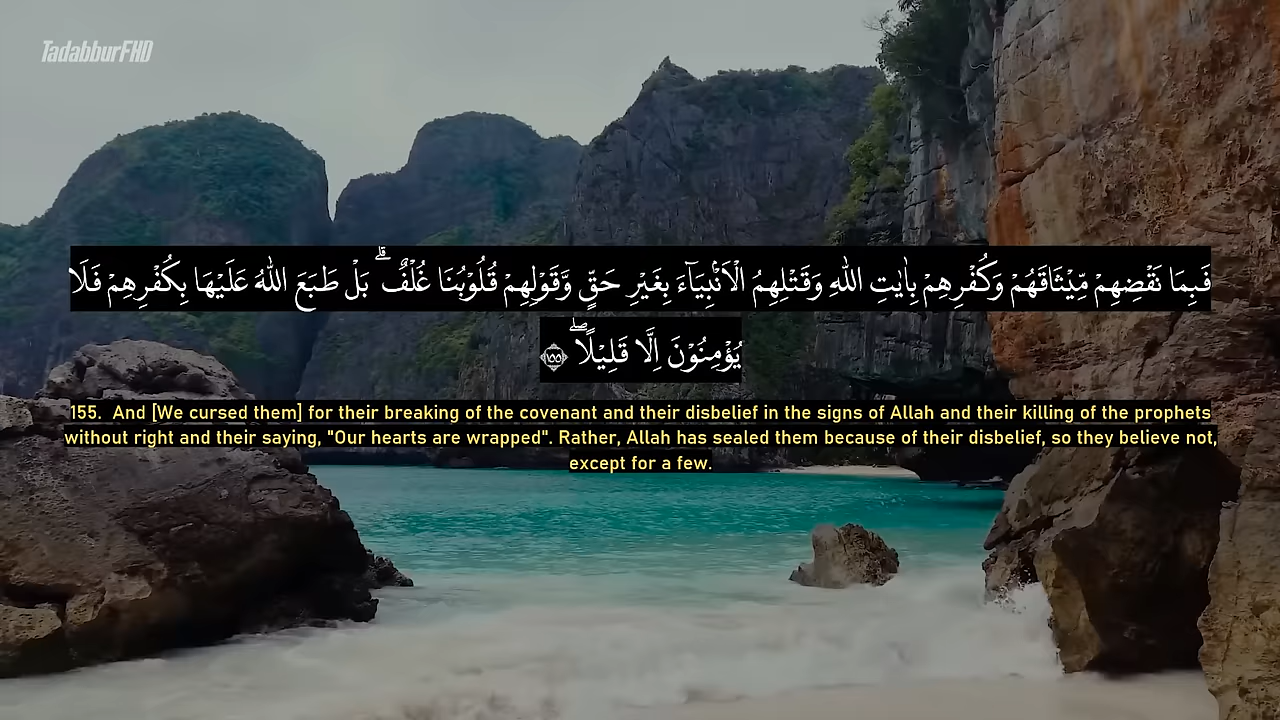 TadabburFHD
فَبِمَا نَقْضِهِمْ مِّيْثَاقَهُمْ وَكُفْرِهِمْ بِاٰيٰتِ اللّٰهِ وَقَتْلِهِمُ الْاَنْۢبِيَآءَ بِغَيْرِ حَقٍّ وَّقَوْلِهِمْ قُلُوْبُنَا غُلْفٌ ؕ بَلْ طَبَعَ اللّٰهُ عَلَيْهَا بِكُفْرِهِمْ فَلَا
يُؤْمِنُوْنَ اِلَّا قَلِيْلًا ۖ ﴿١٥٥﴾
155.  And [We cursed them] for their breaking of the covenant and their disbelief in the signs of Allah and their killing of the prophets
without right and their saying, "Our hearts are wrapped". Rather, Allah has sealed them because of their disbelief, so they believe not,
except for a few.